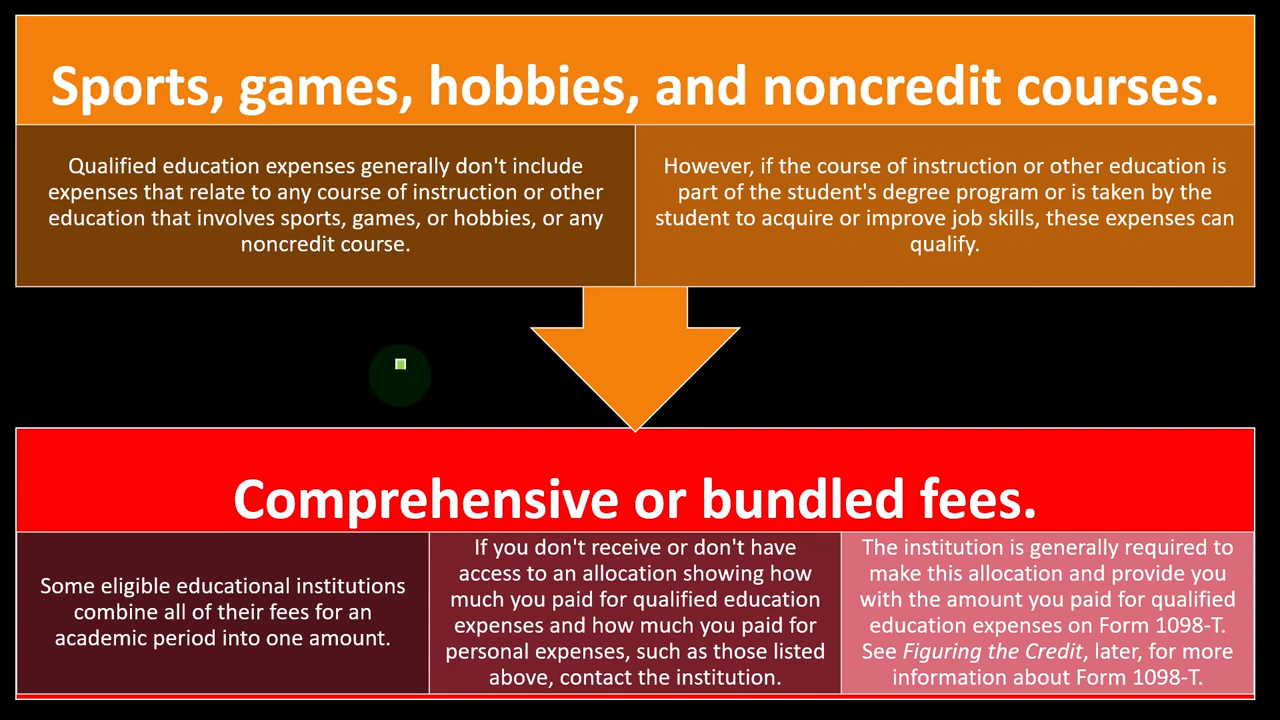 Sports, games, hobbies, and noncredit courses.
Qualified education expenses generally don't include
expenses that relate to any course of instruction or other
education that involves sports, games, or hobbies, or any
noncredit course.
However, if the course of instruction or other education is
part of the student's degree program or is taken by the
student to acquire or improve job skills, these expenses can
qualify.
Comprehensive or bundled fees.
Some eligible educational institutions
combine all of their fees for an
academic period into one amount.
If you don't receive or don't have
access to an allocation showing how
much you paid for qualified education
expenses and how much you paid for
personal expenses, such as those listed
above, contact the institution.
The institution is generally required to
make this allocation and provide you
with the amount you paid for qualified
education expenses on Form 1098-T.
See Figuring the Credit, later, for more
information about Form 1098-T.